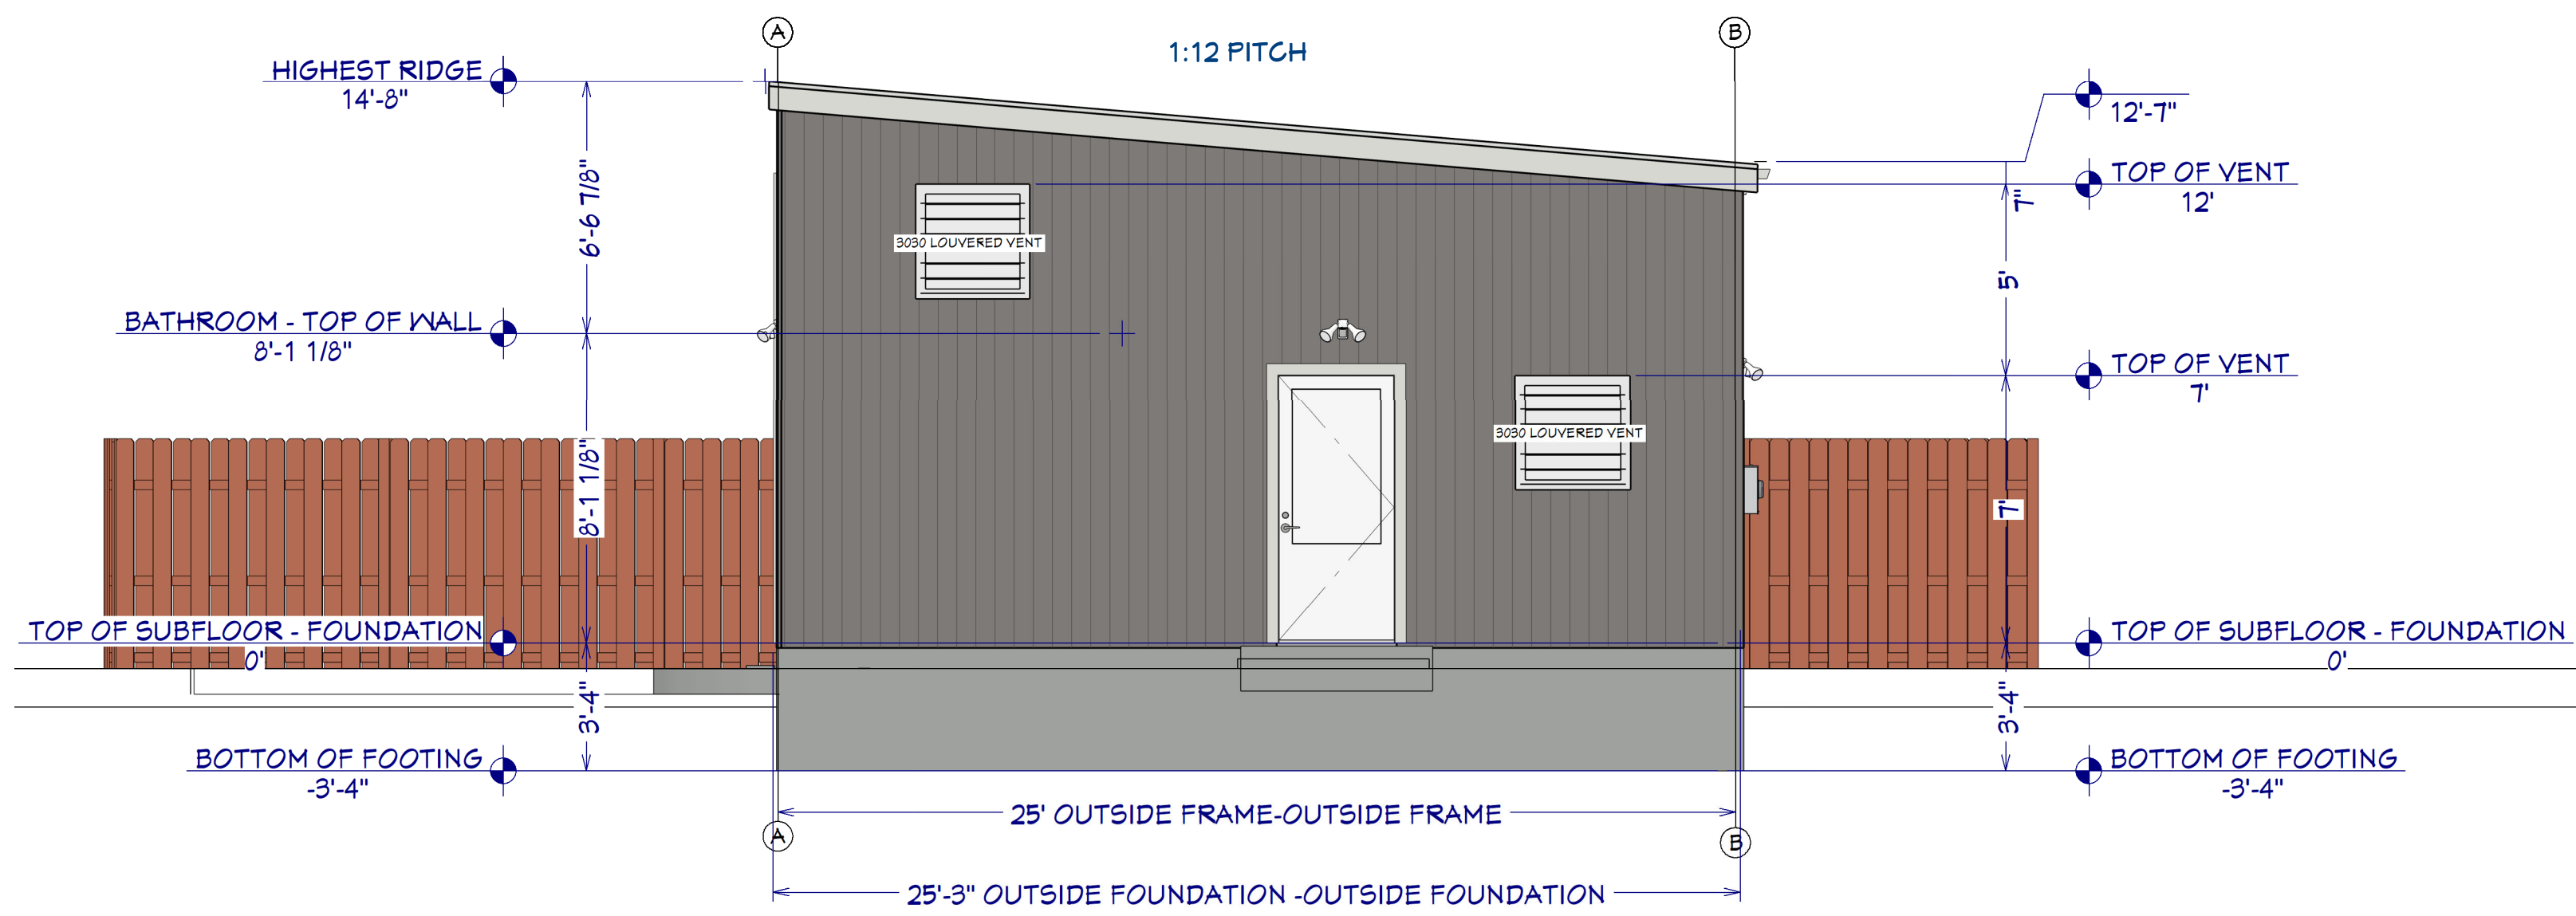 A
B
1:12 PITCH
HIGHEST RIDGE
14'-8"
12'-7"
TOP OF VENT
12'
7"
6'-6 7/8"
3030 LOUVERED VENT
5'
BATHROOM - TOP OF WALL
8'-1 1/8"
TOP OF VENT
7'
3030 LOUVERED VENT
8'-1 1/8"
7'
TOP OF SUBFLOOR - FOUNDATION
0'
TOP OF SUBFLOOR - FOUNDATION
0'
3'-4"
3'-4"
BOTTOM OF FOOTING
-3'-4"
BOTTOM OF FOOTING
-3'-4"
25' OUTSIDE FRAME-OUTSIDE FRAME
A
B
25'-3" OUTSIDE FOUNDATION -OUTSIDE FOUNDATION